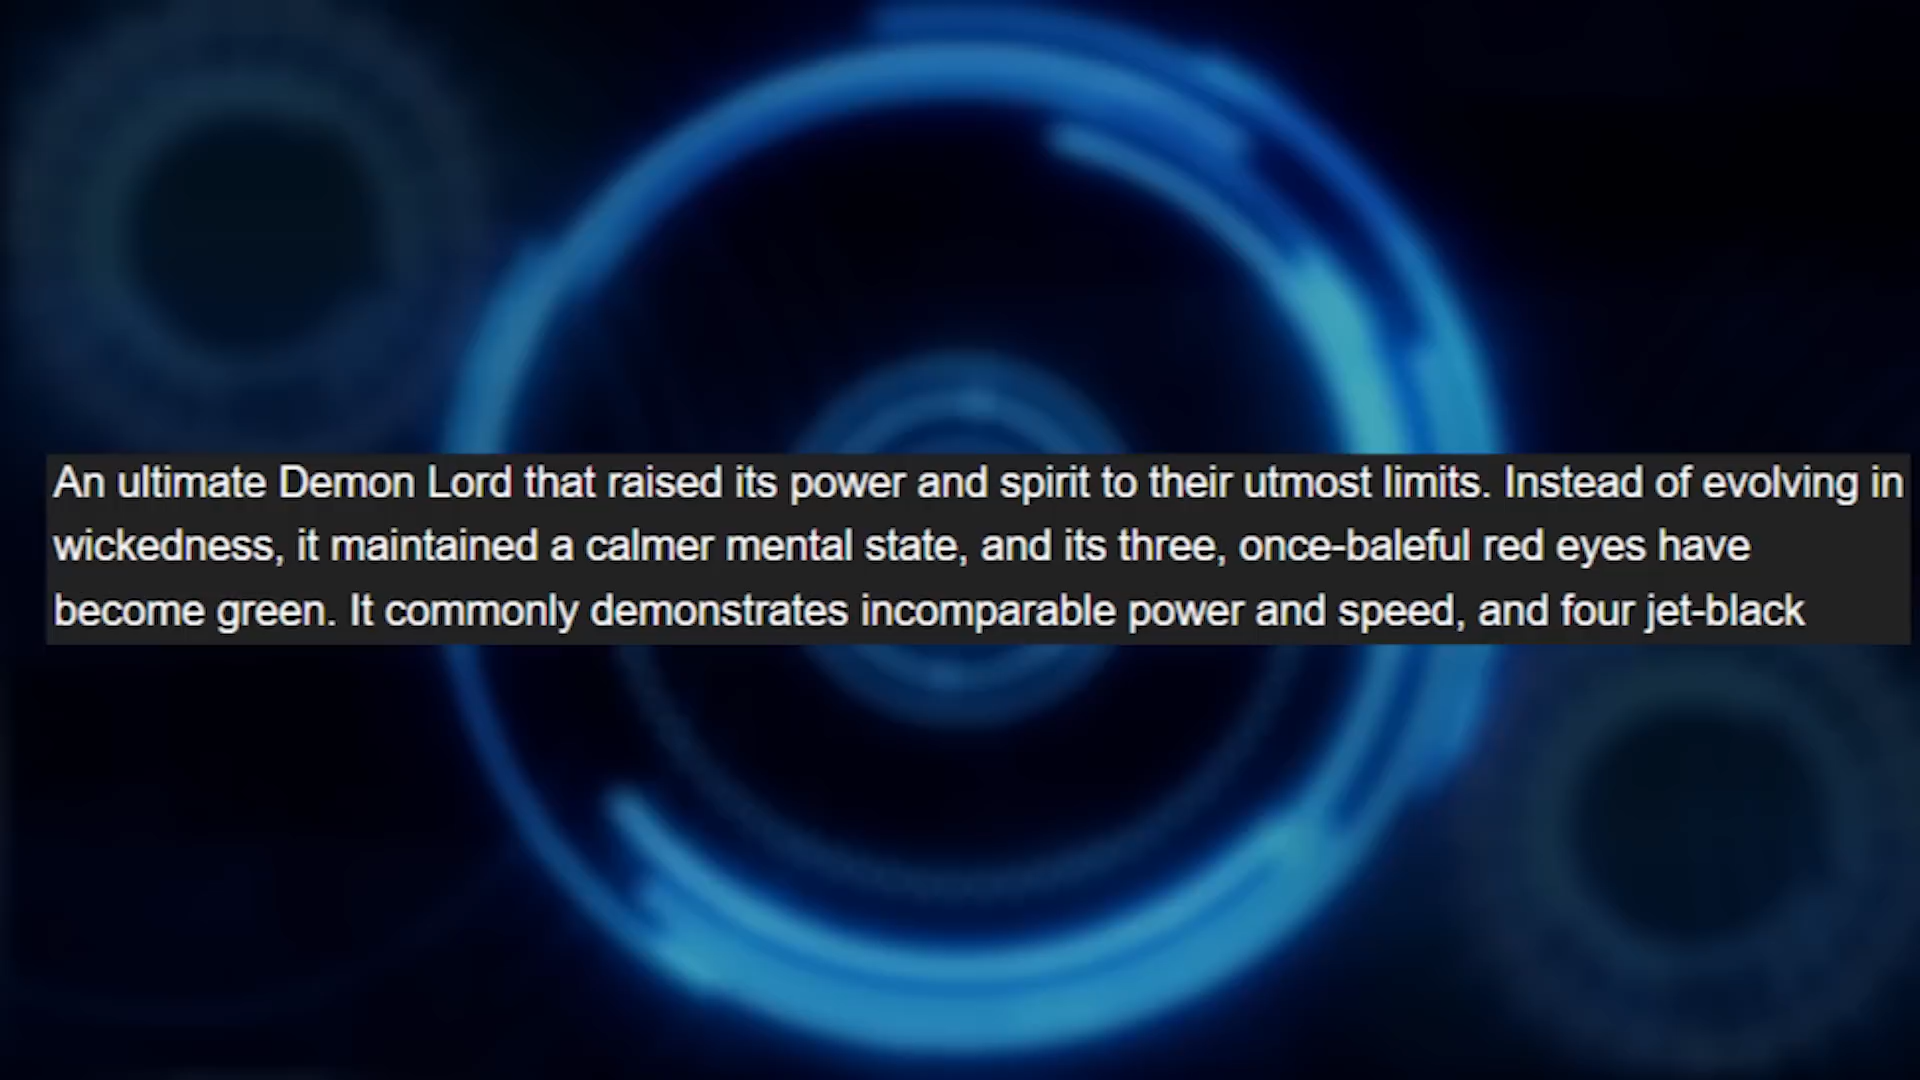 An ultimate Demon Lord that raised its power and spirit to their utmost limits. Instead of evolving in
wickedness, it maintained a calmer mental state, and its three, once-baleful red eyes have
become green. It commonly demonstrates incomparable power and speed, and four jet-black